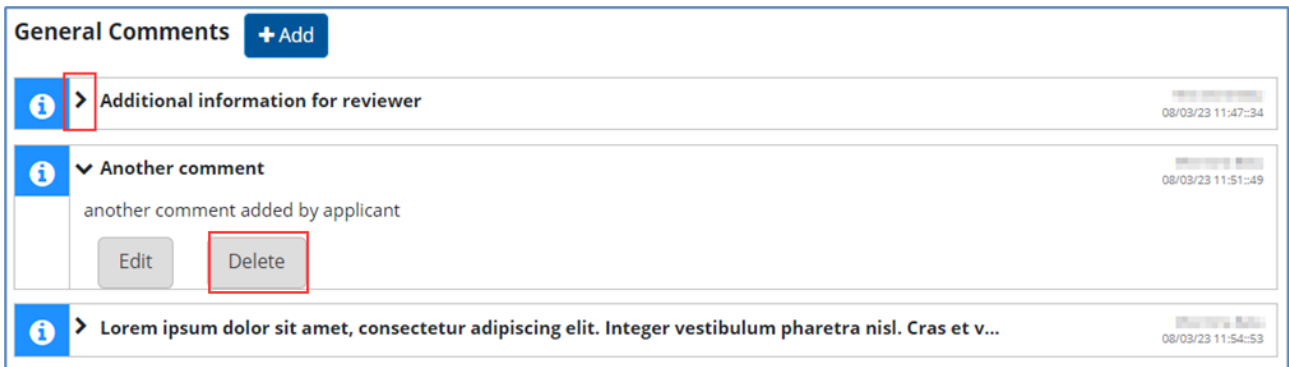 General Comments + Add
Additional information for reviewer
08/03/23 11:47::34
Another comment
08/03/23 11:51::49
another comment added by applicant
Edit Delete
Lorem ipsum dolor sit amet, consectetur adipiscing elit. Integer vestibulum pharetra nisl. Cras et v...
08/03/23 11:54::53